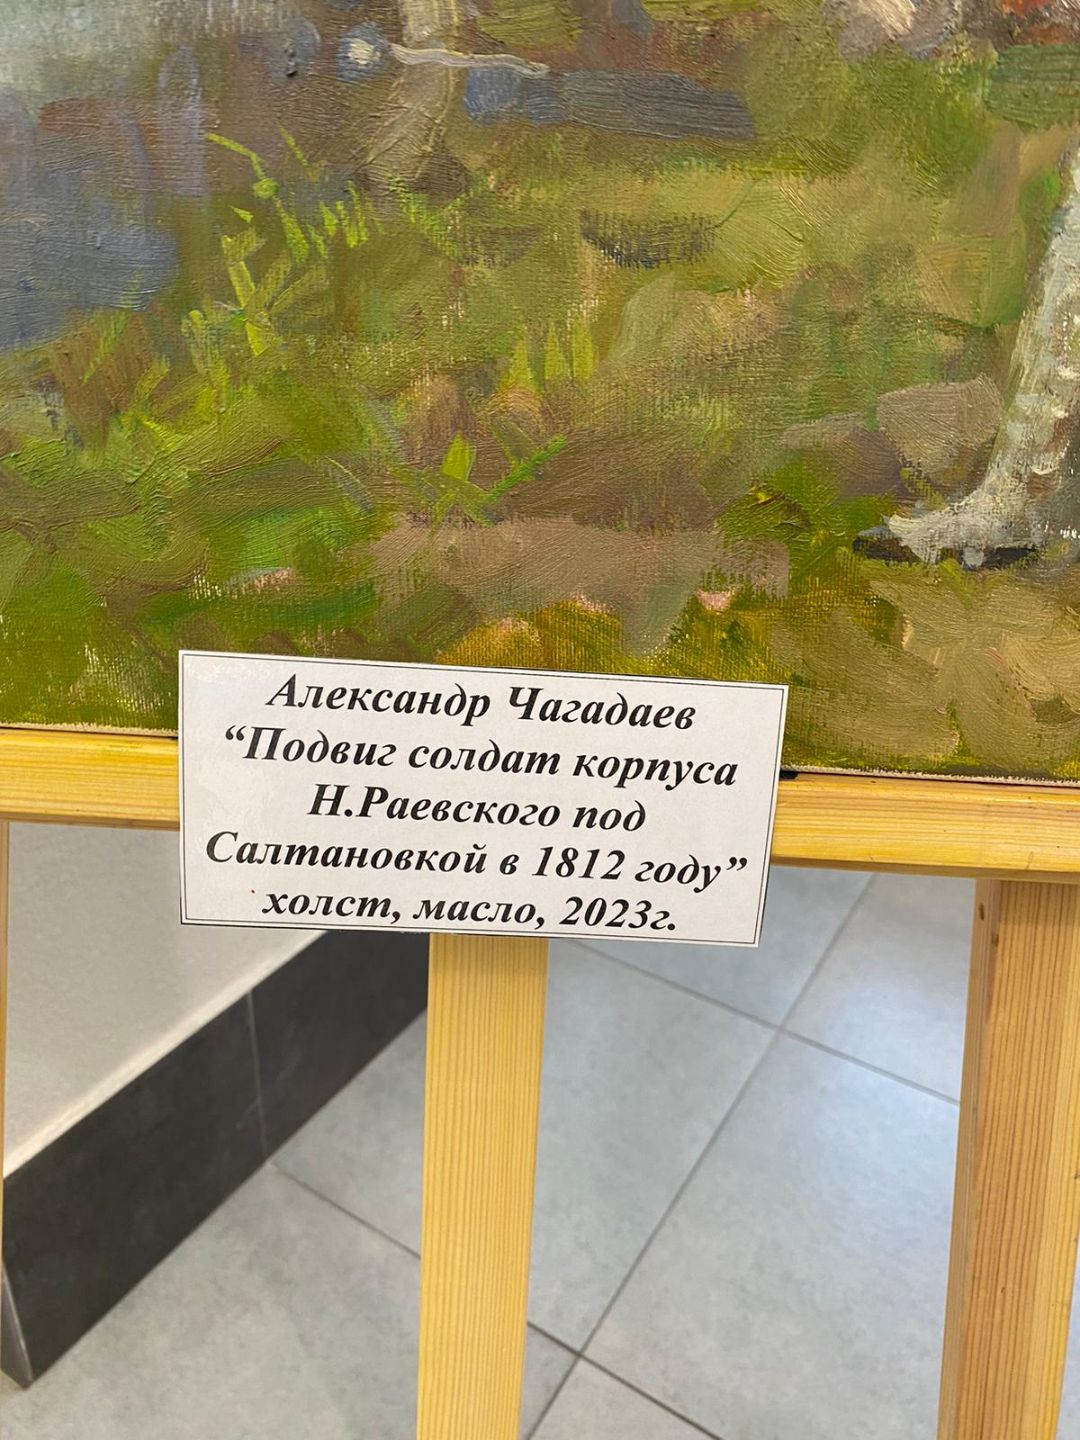 Александр Чагадаев
“Подвиг солдат корпуса
Н.Раевского под
Салтановкой в 1812 году”
холст, масло, 2023г.